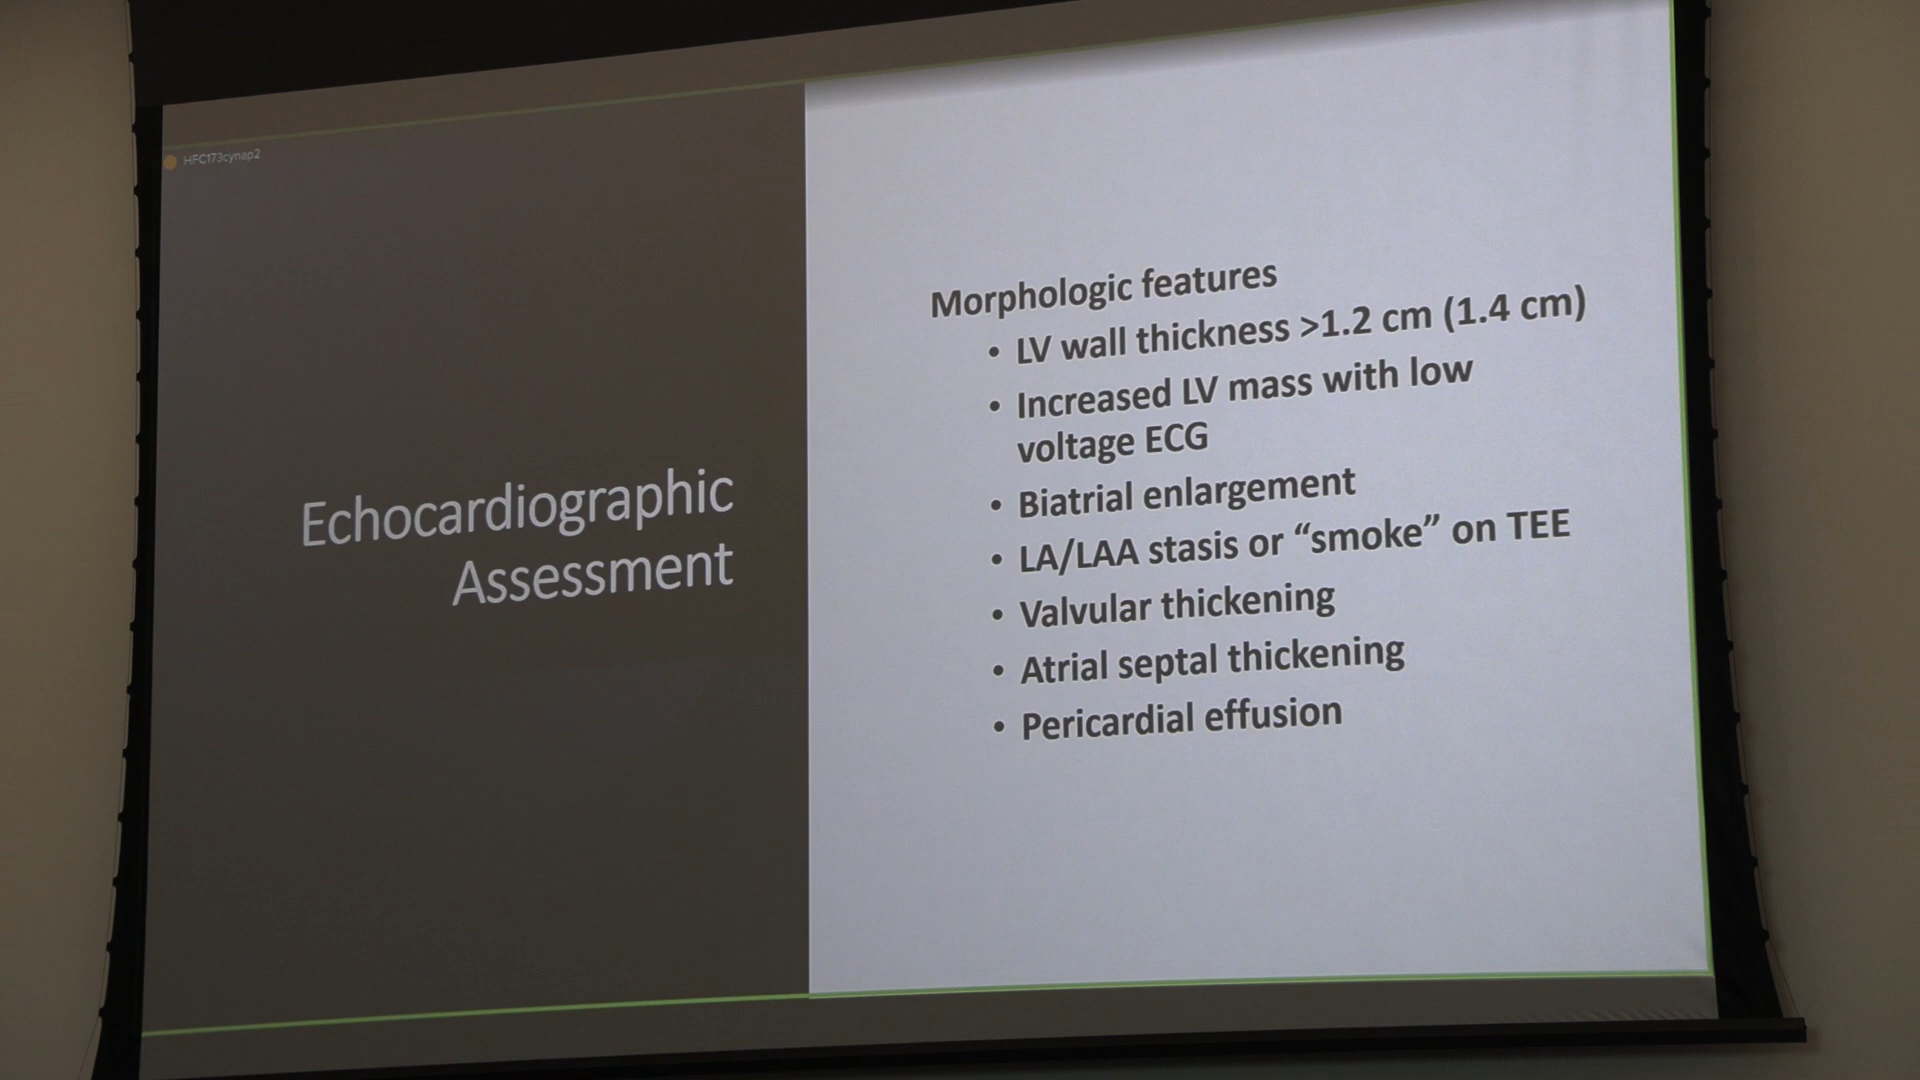 HFC173cynap2
Echocardiographic
Assessment
Morphologic features
• LV wall thickness >1.2 cm (1.4 cm)
• Increased LV mass with low
voltage ECG
• Biatrial enlargement
• LA/LAA stasis or “smoke” on TEE
• Valvular thickening
• Atrial septal thickening
• Pericardial effusion